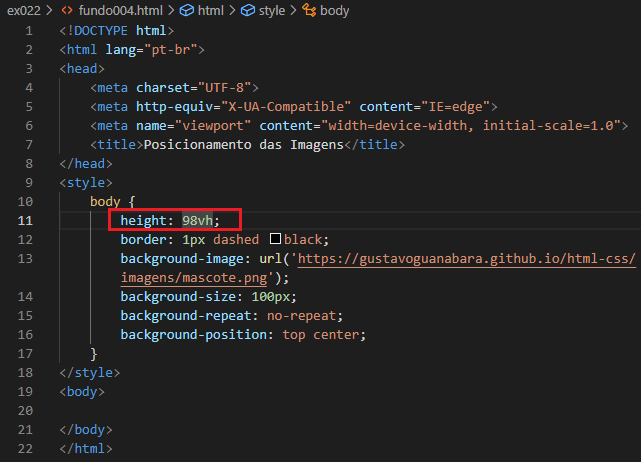 ex022 > <> fundo004.html > html > style > body
1 <!DOCTYPE html>
2 <html lang="pt-br">
3 <head>
4 <meta charset="UTF-8">
5 <meta http-equiv="X-UA-Compatible" content="IE=edge">
6 <meta name="viewport" content="width=device-width, initial-scale=1.0">
7 <title>Posicionamento das Imagens</title>
8 </head>
9 <style>
10 body {
11 height: 98vh;
12 border: 1px dashed black;
13 background-image: url('https://gustavoguanabara.github.io/html-css/
imagens/mascote.png');
14 background-size: 100px;
15 background-repeat: no-repeat;
16 background-position: top center;
17 }
18 </style>
19 <body>
20
21 </body>
22 </html>